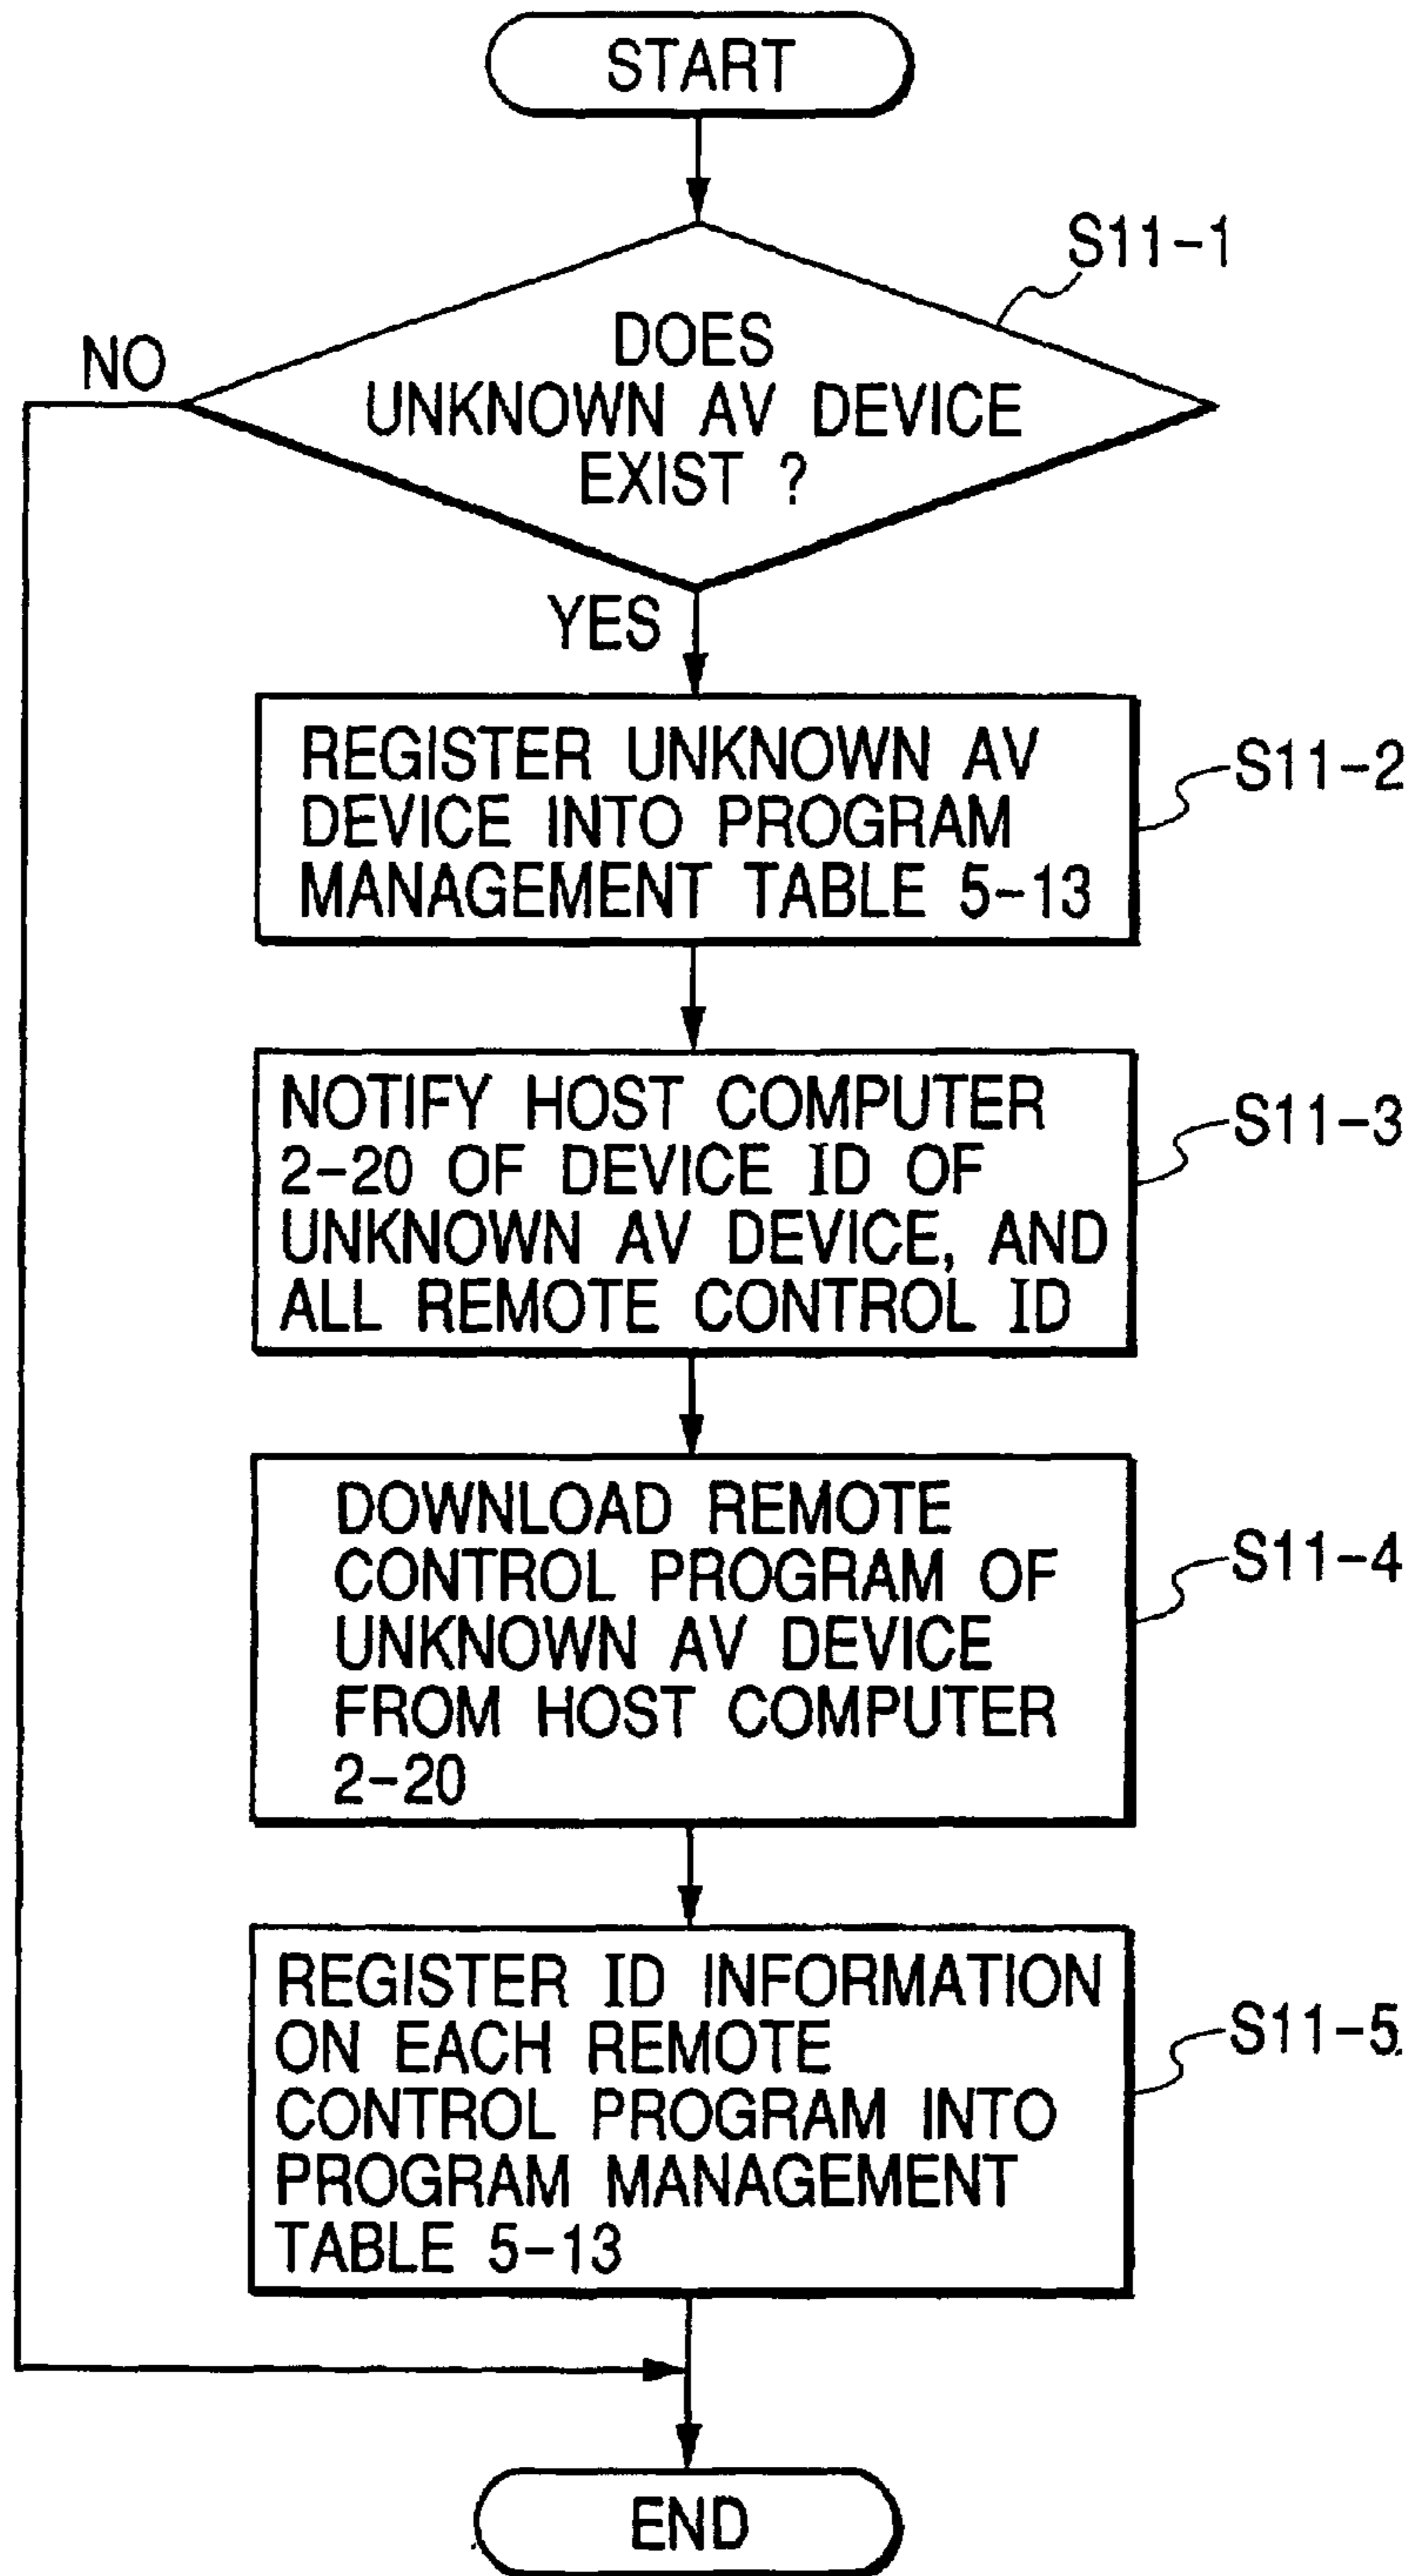 START
S11-1
NO
DOES
UNKNOWN AV DEVICE
EXIST ?
YES
REGISTER UNKNOWN AV
DEVICE INTO PROGRAM
MANAGEMENT TABLE 5-13
S11-2
NOTIFY HOST COMPUTER
2-20 OF DEVICE ID OF
UNKNOWN AV DEVICE, AND
ALL REMOTE CONTROL ID
S11-3
DOWNLOAD REMOTE
CONTROL PROGRAM OF
UNKNOWN AV DEVICE
FROM HOST COMPUTER
2-20
S11-4
REGISTER ID INFORMATION
ON EACH REMOTE
CONTROL PROGRAM INTO
PROGRAM MANAGEMENT
TABLE 5-13
S11-5
END